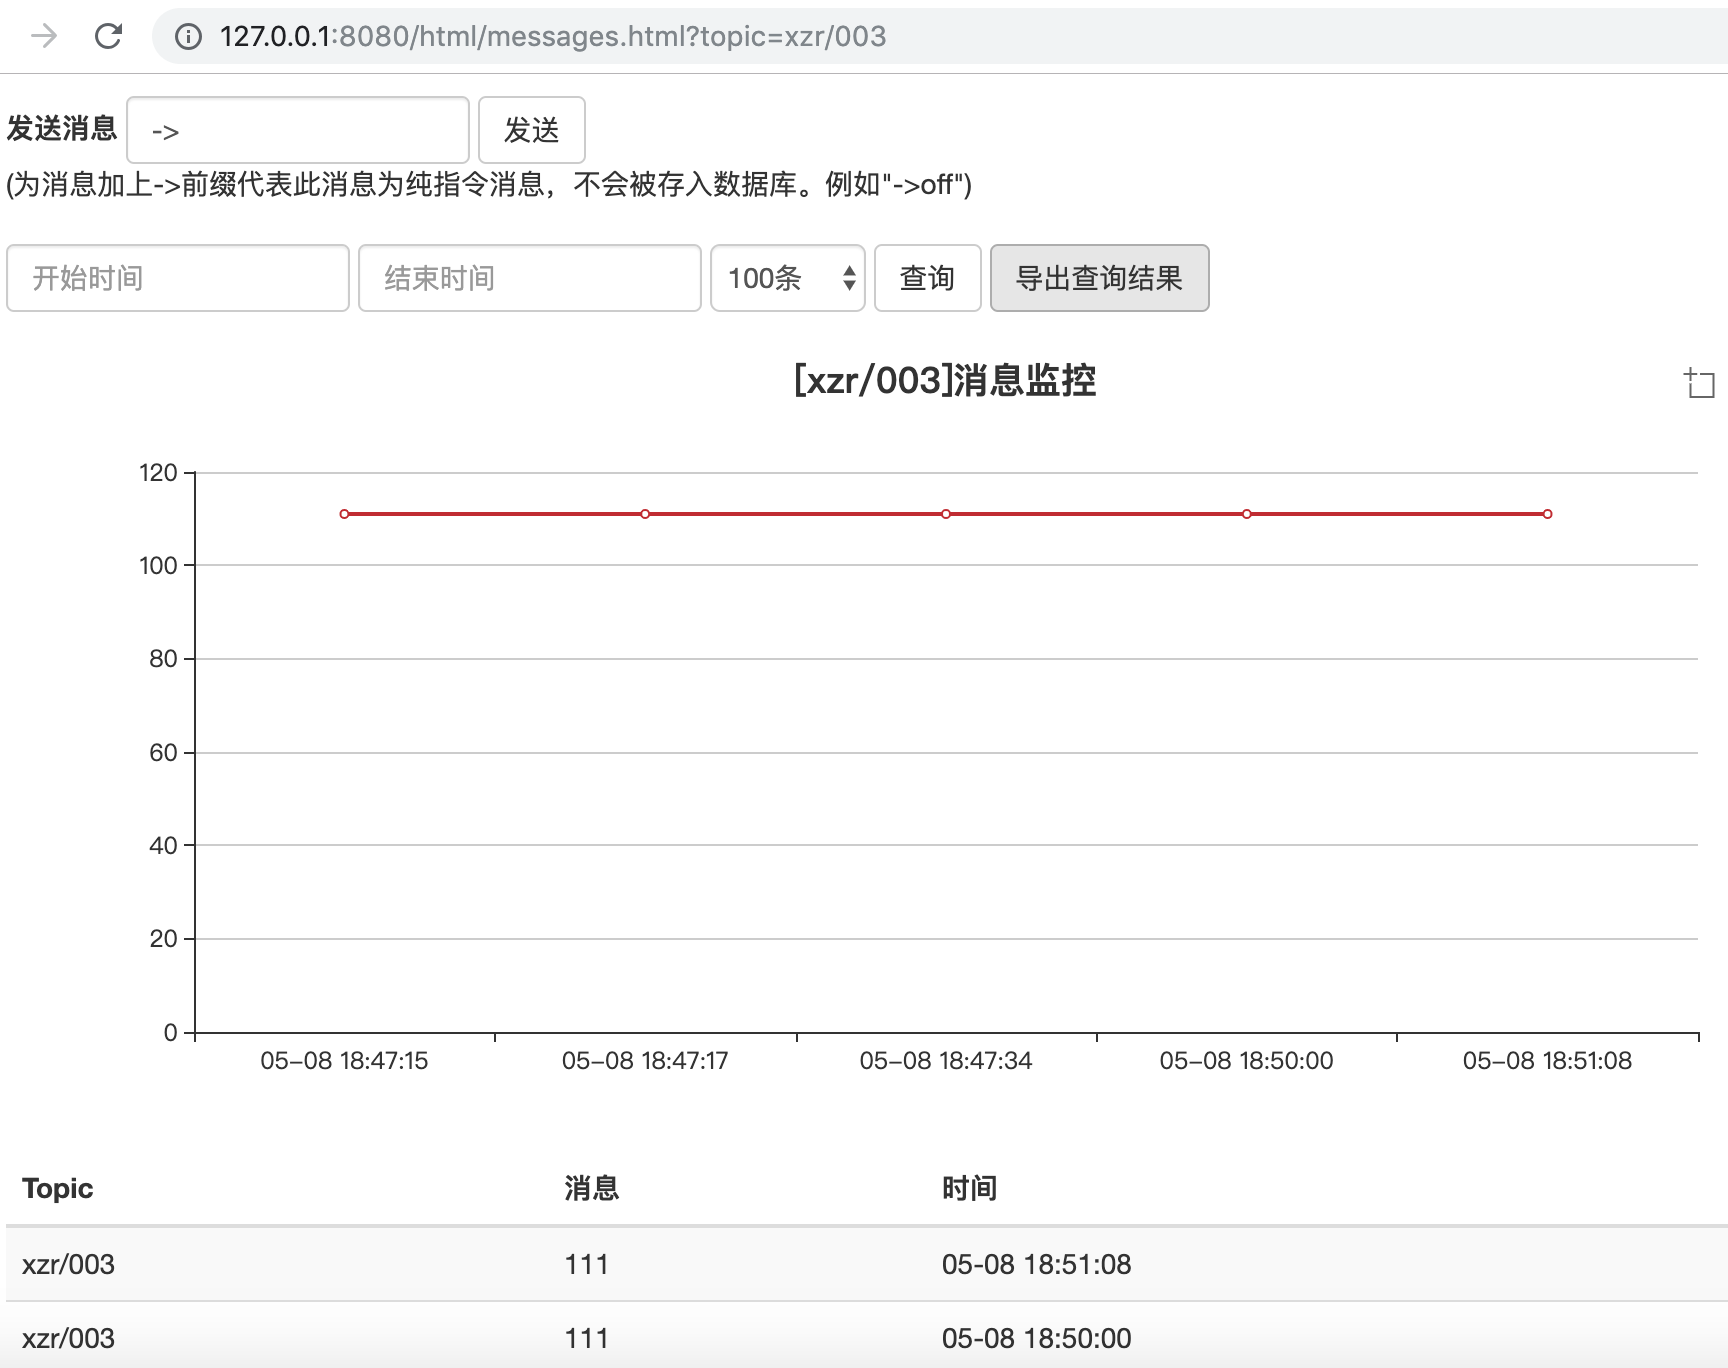 127.0.0.1:8080/html/messages.html?topic=xzr/003
发送消息 -> 发送
(为消息加上->前缀代表此消息为纯指令消息，不会被存入数据库。例如"->off")
开始时间 结束时间 100条 查询 导出查询结果
[xzr/003]消息监控
120
100
80
60
40
20
0
05-08 18:47:15 05-08 18:47:17 05-08 18:47:34 05-08 18:50:00 05-08 18:51:08
Topic 消息 时间
xzr/003 111 05-08 18:51:08
xzr/003 111 05-08 18:50:00